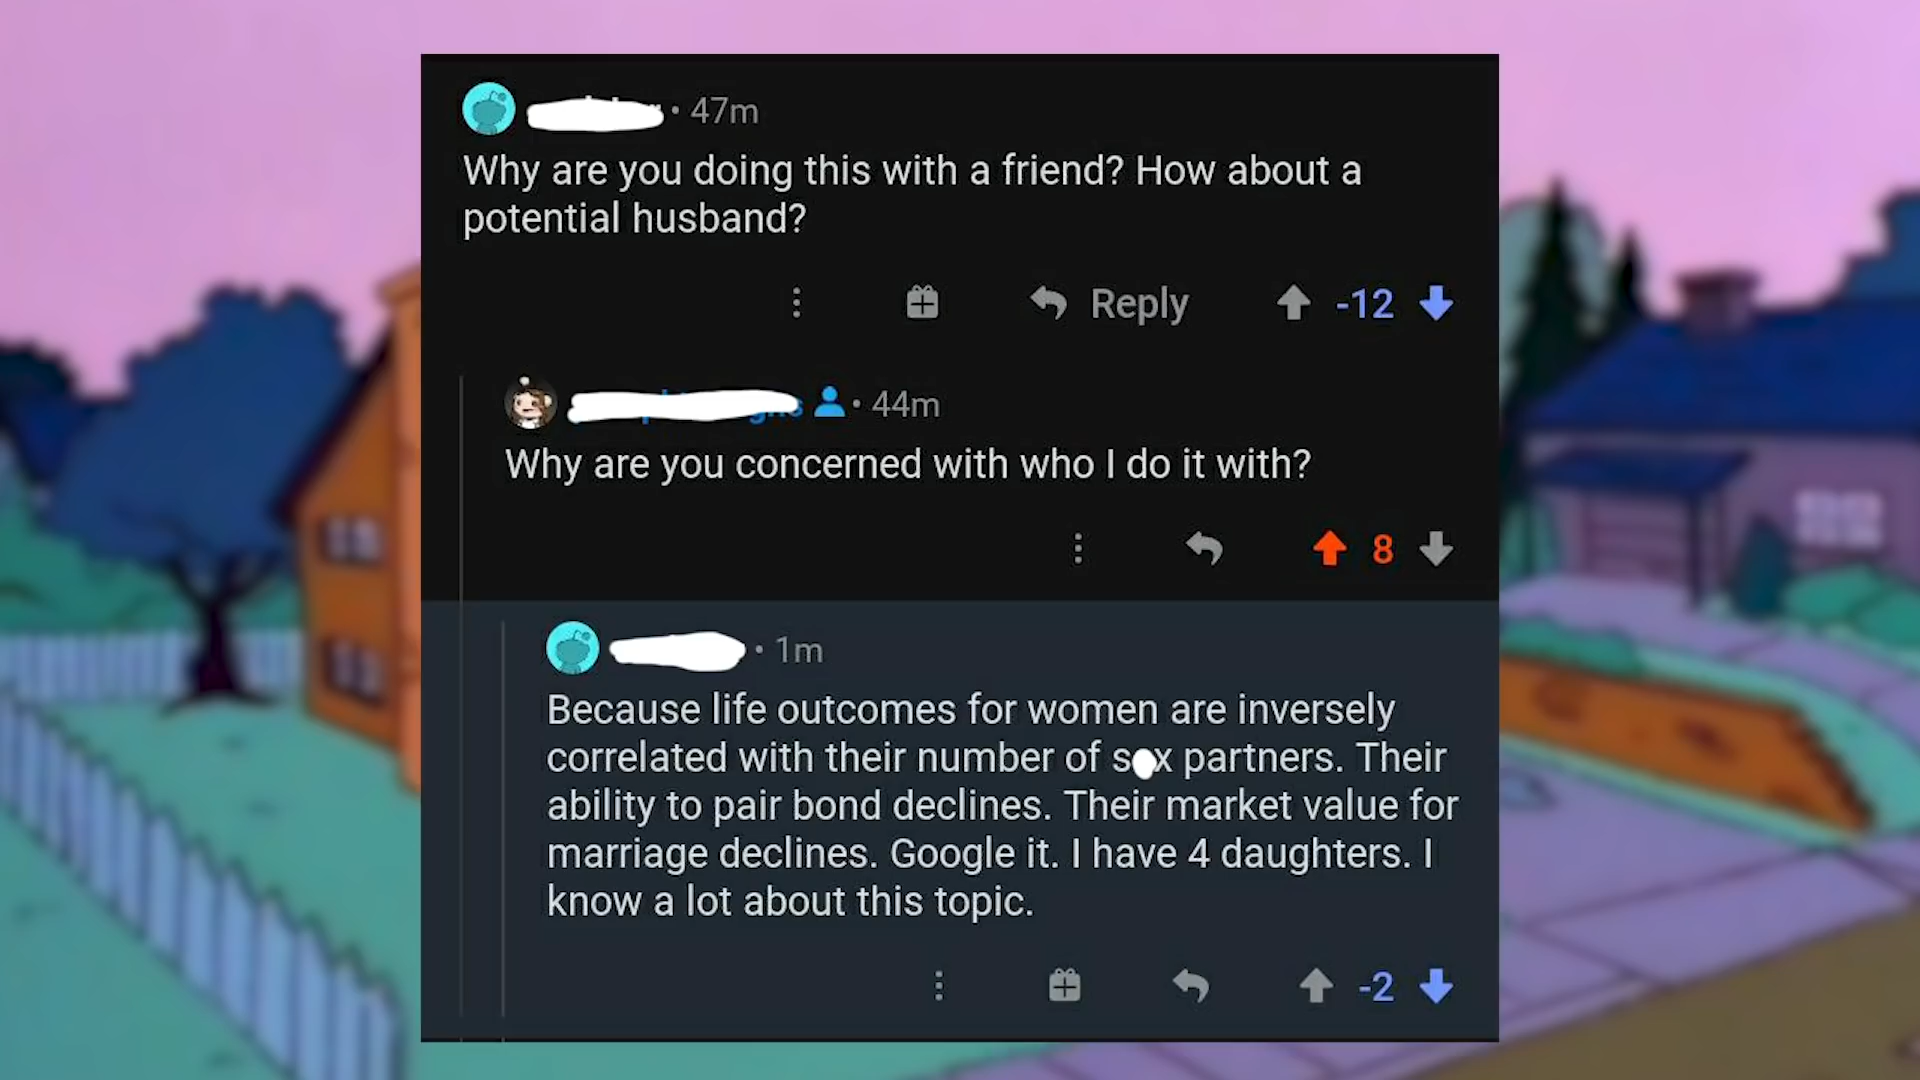 • 47m
Why are you doing this with a friend? How about a
potential husband?
Reply -12
• 44m
Why are you concerned with who I do it with?
8
• 1m
Because life outcomes for women are inversely
correlated with their number of s x partners. Their
ability to pair bond declines. Their market value for
marriage declines. Google it. I have 4 daughters. I
know a lot about this topic.
-2